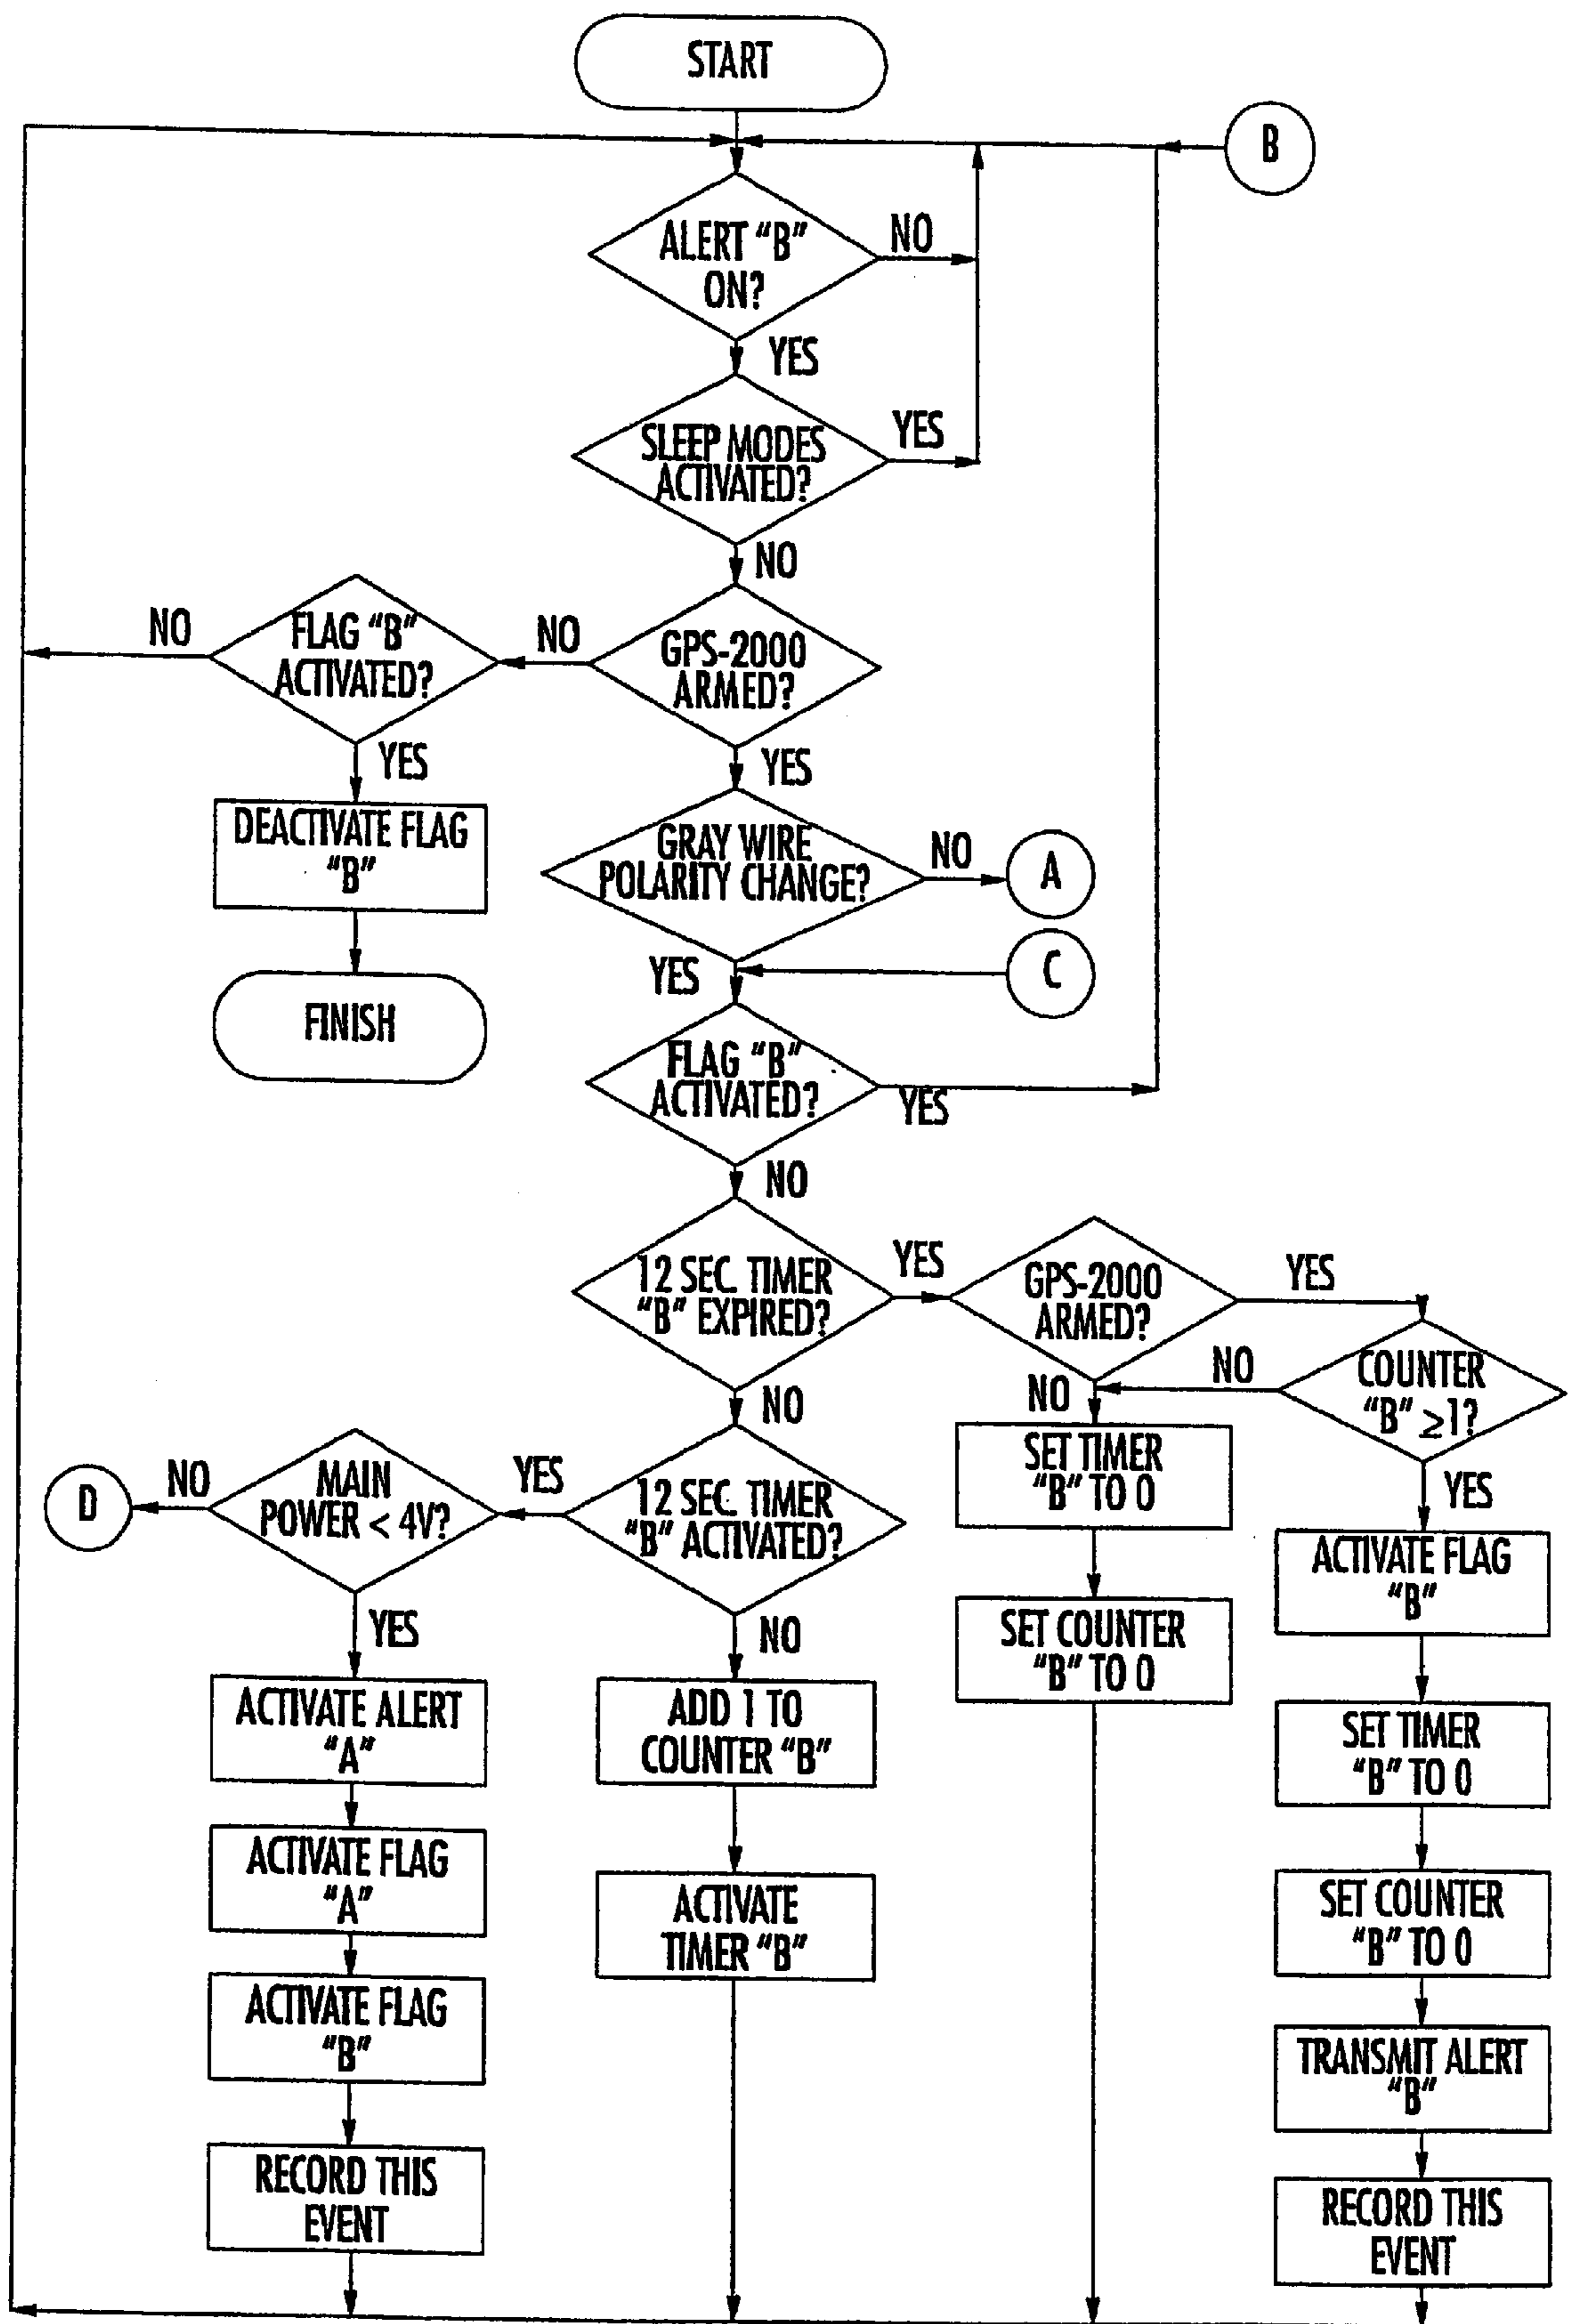 START
B
ALERT "B"
ON?
NO
YES
SLEEP MODES
ACTIVATED?
YES
NO
NO
FLAG "B"
ACTIVATED?
NO
GPS-2000
ARMED?
YES
YES
DEACTIVATE FLAG
"B"
GRAY WIRE
POLARITY CHANGE?
NO
A
YES
C
FINISH
FLAG "B"
ACTIVATED?
YES
NO
12 SEC. TIMER
"B" EXPIRED?
YES
GPS-2000
ARMED?
YES
NO
NO
NO
COUNTER
"B" ≥1?
D
NO
MAIN
POWER < 4V?
YES
12 SEC. TIMER
"B" ACTIVATED?
SET TIMER
"B" TO 0
YES
YES
NO
SET COUNTER
"B" TO 0
ACTIVATE FLAG
"B"
ACTIVATE ALERT
"A"
ADD 1 TO
COUNTER "B"
SET TIMER
"B" TO 0
ACTIVATE FLAG
"A"
ACTIVATE
TIMER "B"
SET COUNTER
"B" TO 0
ACTIVATE FLAG
"B"
TRANSMIT ALERT
"B"
RECORD THIS
EVENT
RECORD THIS
EVENT